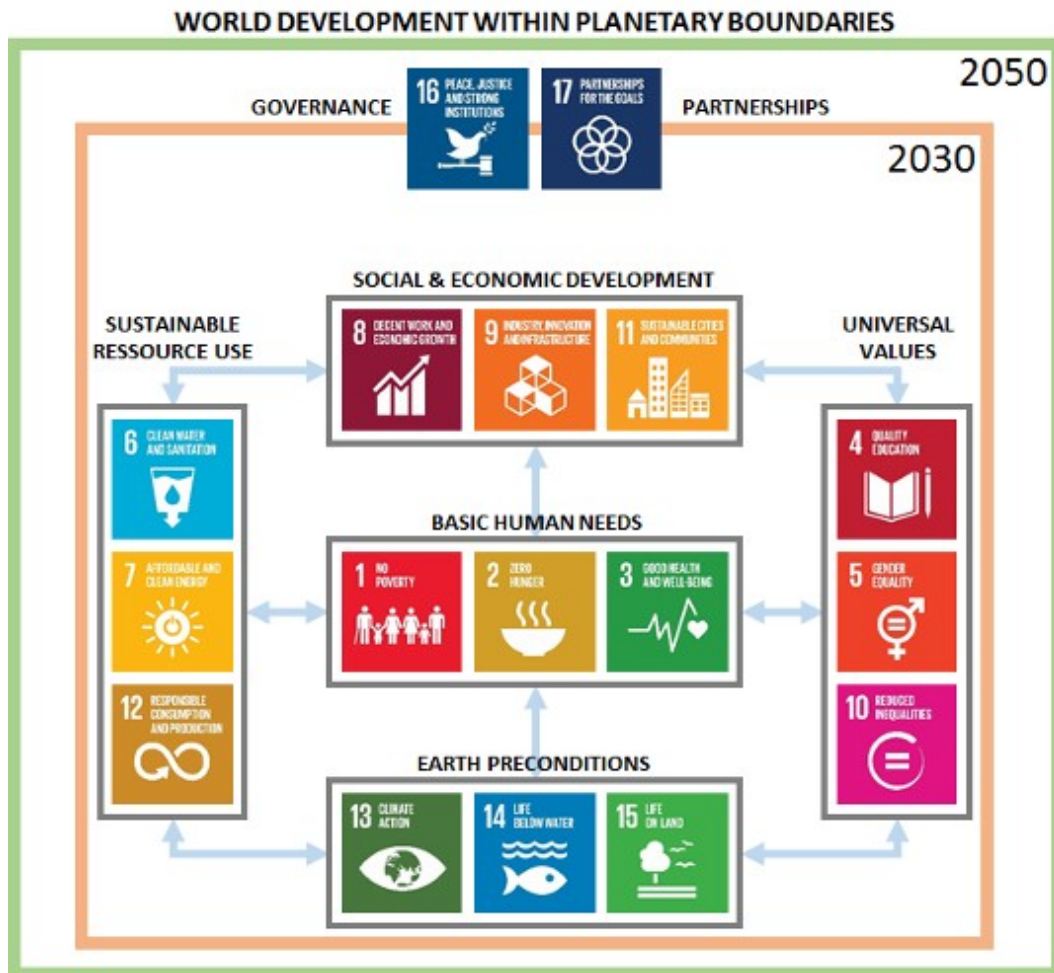 WORLD DEVELOPMENT WITHIN PLANETARY BOUNDARIES
2050
GOVERNANCE
16 PEACE, JUSTICE
AND STRONG
INSTITUTIONS
17 PARTNERSHIPS
FOR THE GOALS
PARTNERSHIPS
2030
SOCIAL & ECONOMIC DEVELOPMENT
8 DECENT WORK AND
ECONOMIC GROWTH
9 INDUSTRY, INNOVATION
AND INFRASTRUCTURE
11 SUSTAINABLE CITIES
AND COMMUNITIES
SUSTAINABLE
RESSOURCE USE
6 CLEAN WATER
AND SANITATION
7 AFFORDABLE AND
CLEAN ENERGY
12 RESPONSIBLE
CONSUMPTION
AND PRODUCTION
UNIVERSAL
VALUES
4 QUALITY
EDUCATION
5 GENDER
EQUALITY
10 REDUCED
INEQUALITIES
BASIC HUMAN NEEDS
1 NO
POVERTY
2 ZERO
HUNGER
3 GOOD HEALTH
AND WELL-BEING
EARTH PRECONDITIONS
13 CLIMATE
ACTION
14 LIFE
BELOW WATER
15 LIFE
ON LAND